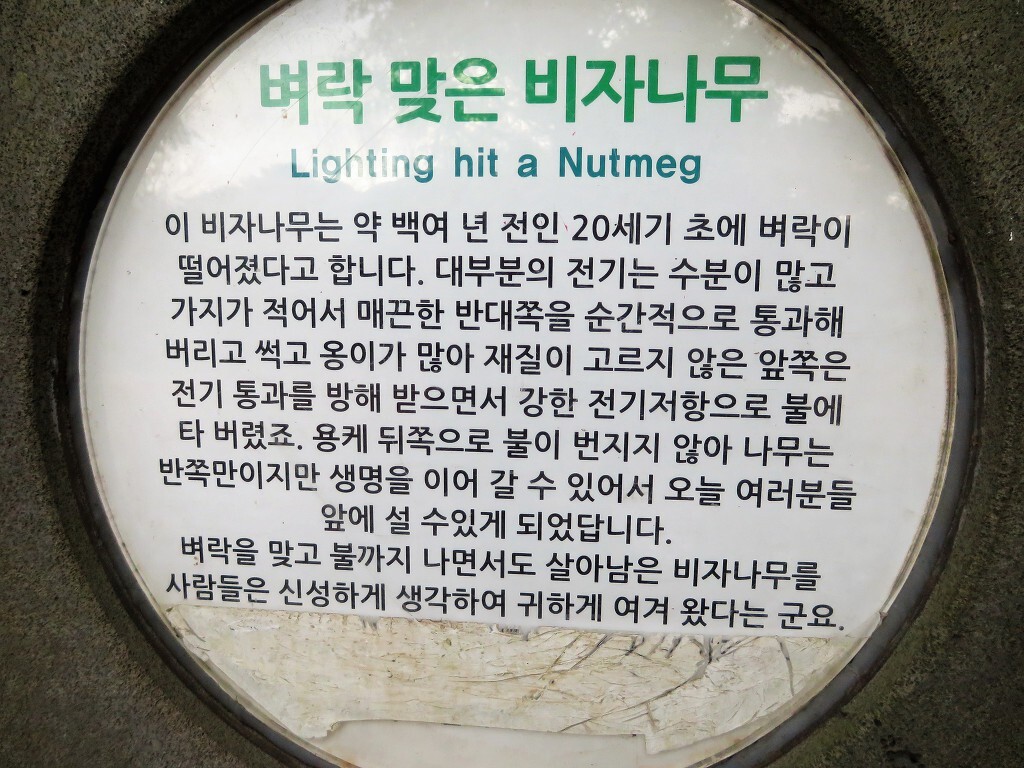 벼락 맞은 비자나무
Lighting hit a Nutmeg
이 비자나무는 약 백여 년 전인 20세기 초에 벼락이
떨어졌다고 합니다. 대부분의 전기는 수분이 많고
가지가 적어서 매끈한 반대쪽을 순간적으로 통과해
버리고 썩고 옹이가 많아 재질이 고르지 않은 앞쪽은
전기 통과를 방해 받으면서 강한 전기저항으로 불에
타 버렸죠. 용케 뒤쪽으로 불이 번지지 않아 나무는
반쪽만이지만 생명을 이어 갈 수 있어서 오늘 여러분들
앞에 설 수있게 되었답니다.
벼락을 맞고 불까지 나면서도 살아남은 비자나무를
사람들은 신성하게 생각하여 귀하게 여겨 왔다는 군요.